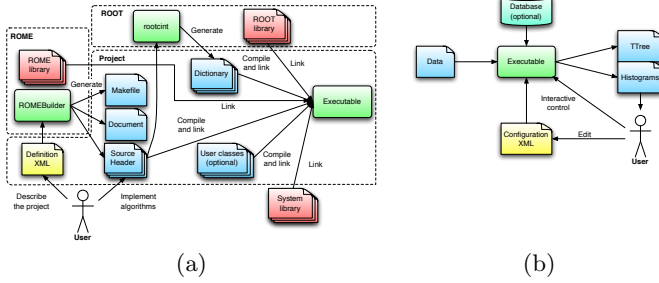 ROOT
rootcint
Generate
ROOT
library
Link
ROME
ROME
library
Project
Compile
and link
Dictionary
Generate
Makefile
Link
Executable
ROMEBuilder
Document
Compile
and link
Definition
XML
Source
Header
User classes
(optional)
Compile
and link
Link
Describe
the project
Implement
algorithms
User
System
library
(a)
Database
(optional)
Data
Executable
TTree
Histograms
Interactive
control
Configuration
XML
Edit
User
(b)